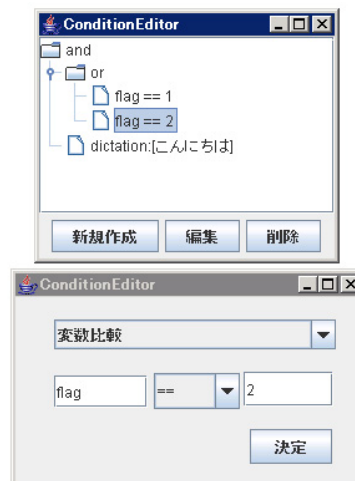 ConditionEditor
and
or
flag == 1
flag == 2
dictation:[こんにちは]
新規作成 編集 削除
ConditionEditor
変数比較
flag == 2
決定